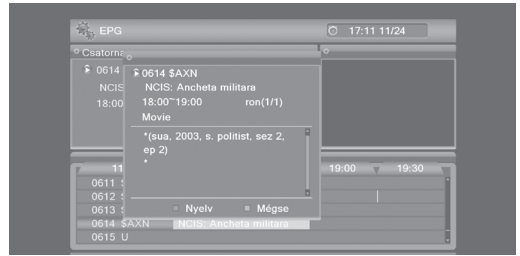 EPG
17:11 11/24
Csatorna
0614
NCIS
18:00
0614 $AXN
NCIS: Ancheta militara
18:00~19:00 ron(1/1)
Movie
*(sua, 2003, s. politist, sez 2,
ep 2)
*
Nyelv Mégse
11 19:00 19:30
0611
0612
0613
0614 $AXN NCIS: Ancheta militara
0615 U